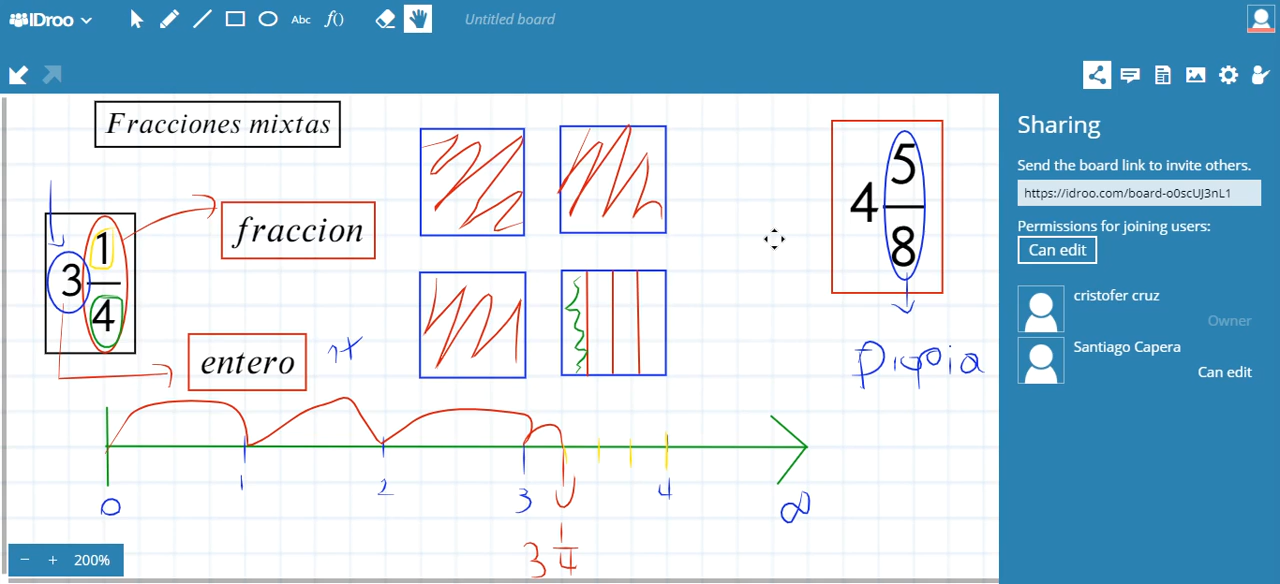 IDroo
Abc
f()
Untitled board
Fracciones mixtas
3 1/4
fraccion
entero
4 5/8
0
1
2
3
4
∞
3 1/4
200%
Sharing
Send the board link to invite others.
https://idroo.com/board-o0scUJ3nL1
Permissions for joining users:
Can edit
cristofer cruz
Owner
Santiago Capera
Can edit